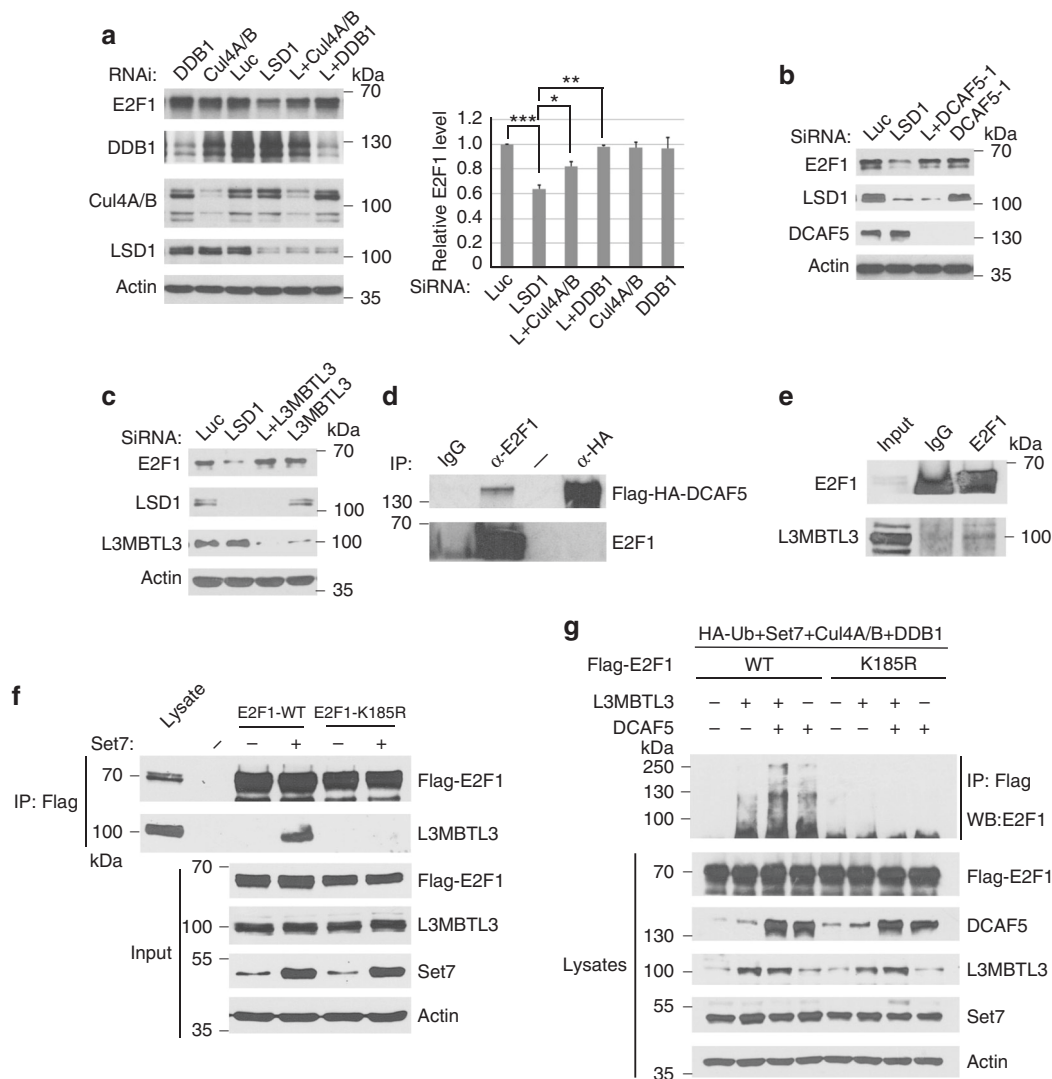 a
RNAi:
DDB1
Cul4A/B
Luc
LSD1
L+Cul4A/B
L+DDB1
kDa
E2F1
70
DDB1
130
Cul4A/B
100
LSD1
100
Actin
35
***
*
**
Relative E2F1 level
1.2
1.0
0.8
0.6
0.4
0.2
0
SiRNA:
Luc
LSD1
L+Cul4A/B
L+DDB1
Cul4A/B
DDB1
b
SiRNA:
Luc
LSD1
L+DCAF5-1
DCAF5-1
kDa
E2F1
70
LSD1
100
DCAF5
130
Actin
35
c
SiRNA:
Luc
LSD1
L+L3MBTL3
L3MBTL3
kDa
E2F1
70
LSD1
100
L3MBTL3
100
Actin
35
d
IP:
IgG
α-E2F1
—
α-HA
130
Flag-HA-DCAF5
70
E2F1
e
Input
IgG
E2F1
kDa
E2F1
70
L3MBTL3
100
f
Lysate
–
E2F1-WT
E2F1-K185R
Set7:
– + – +
IP: Flag
70
Flag-E2F1
100
L3MBTL3
kDa
Input
70
Flag-E2F1
100
L3MBTL3
55
Set7
35
Actin
g
HA-Ub+Set7+Cul4A/B+DDB1
Flag-E2F1
WT
K185R
L3MBTL3
– + + – – + + –
DCAF5
– – + + – – + +
kDa
250
130
100
IP: Flag
WB:E2F1
Lysates
70
Flag-E2F1
130
DCAF5
100
L3MBTL3
55
Set7
35
Actin